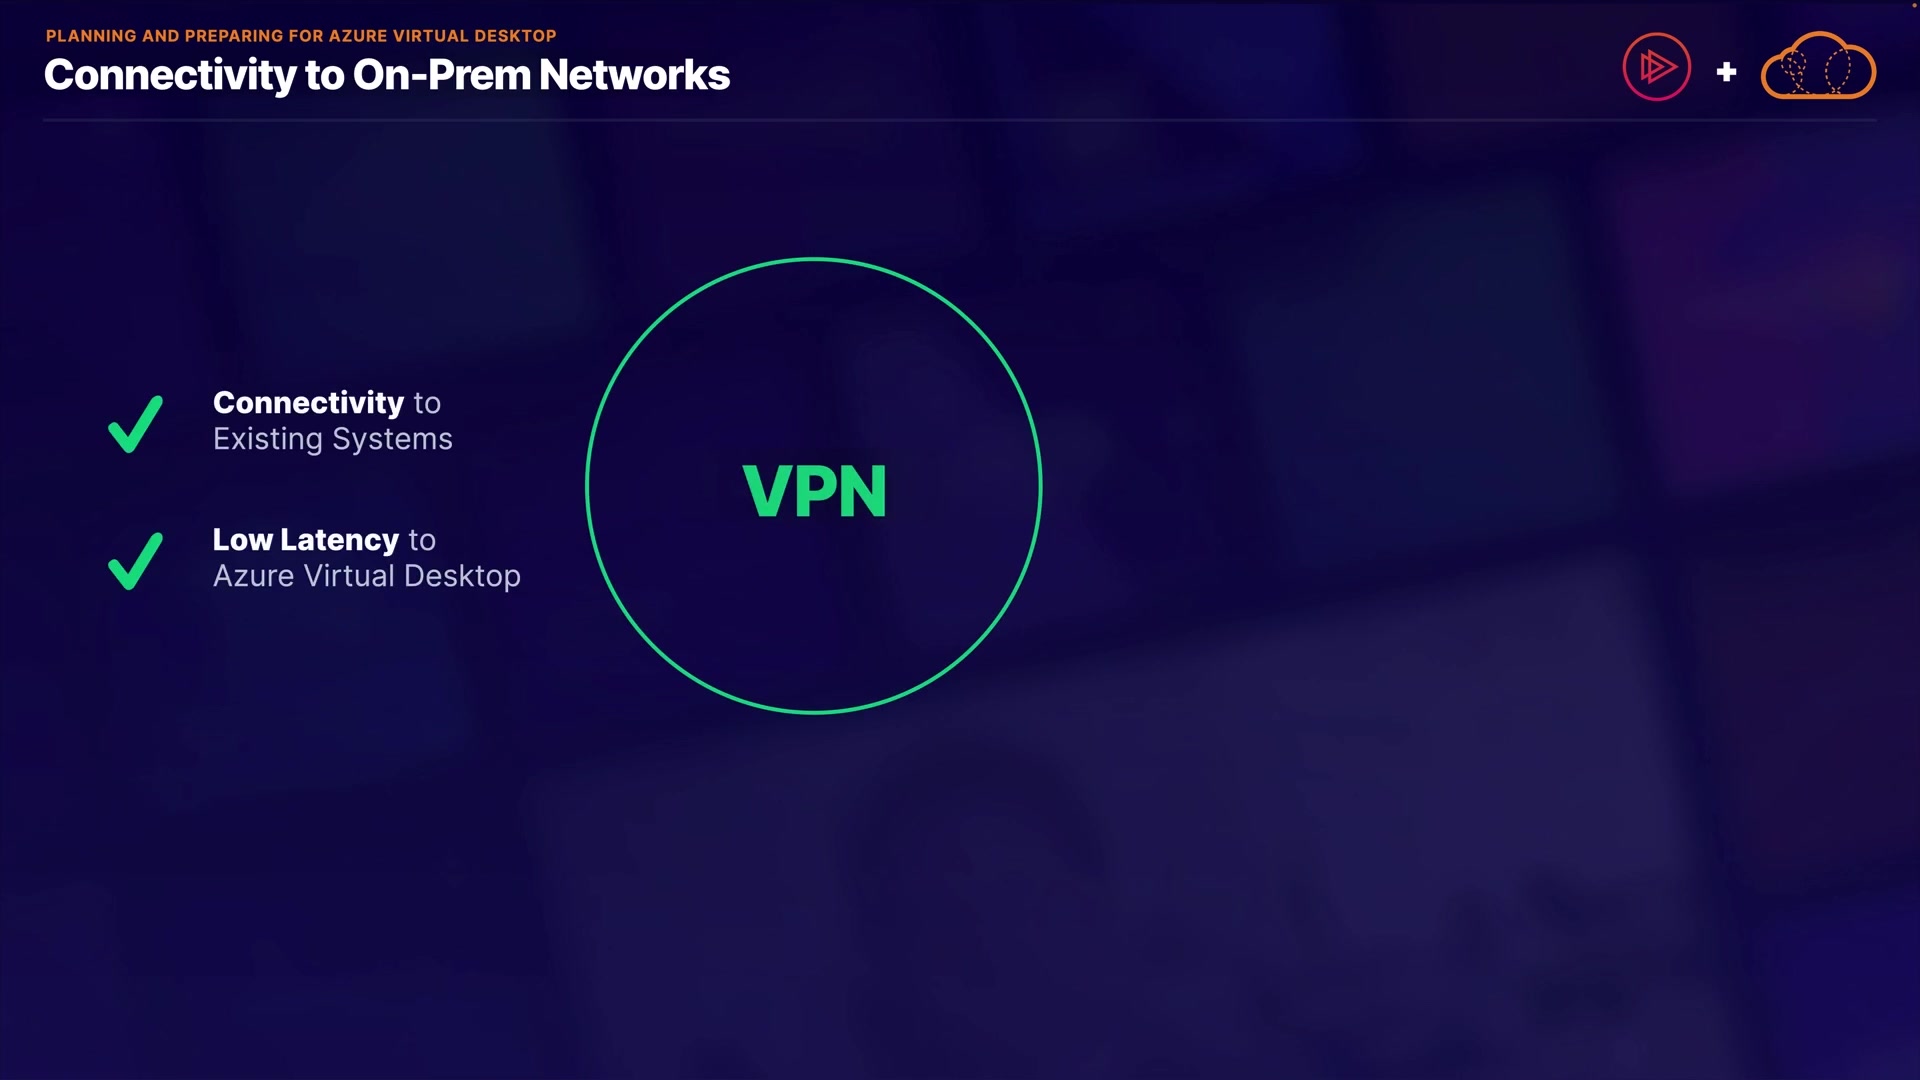 PLANNING AND PREPARING FOR AZURE VIRTUAL DESKTOP
Connectivity to On-Prem Networks
Connectivity to
Existing Systems
Low Latency to
Azure Virtual Desktop
VPN